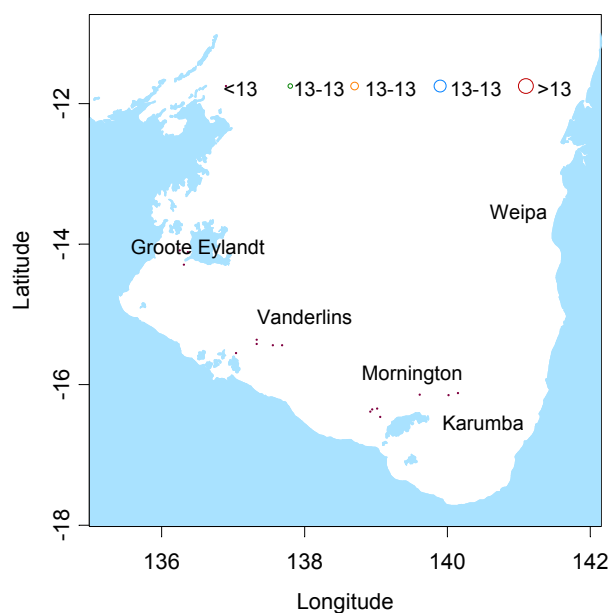 <13 13-13 13-13 13-13 >13
-12
Weipa
-14
Groote Eylandt
Latitude
Vanderlins
Mornington
-16
Karumba
-18
136 138 140 142
Longitude